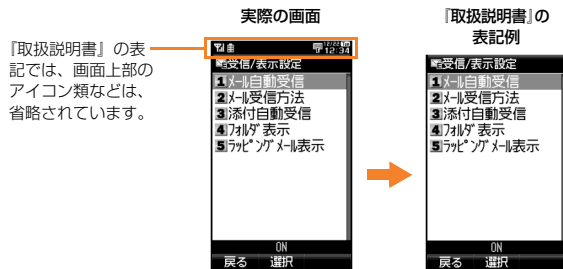 『取扱説明書』の表
記では、画面上部の
アイコン類などは、
省略されています。
実際の画面
12/22
12:34
受信/表示設定
1メール自動受信
2メール受信方法
3添付自動受信
4フォルダ表示
5ラッピングメール表示
ON
戻る 選択
『取扱説明書』の
表記例
受信/表示設定
1メール自動受信
2メール受信方法
3添付自動受信
4フォルダ表示
5ラッピングメール表示
ON
戻る 選択